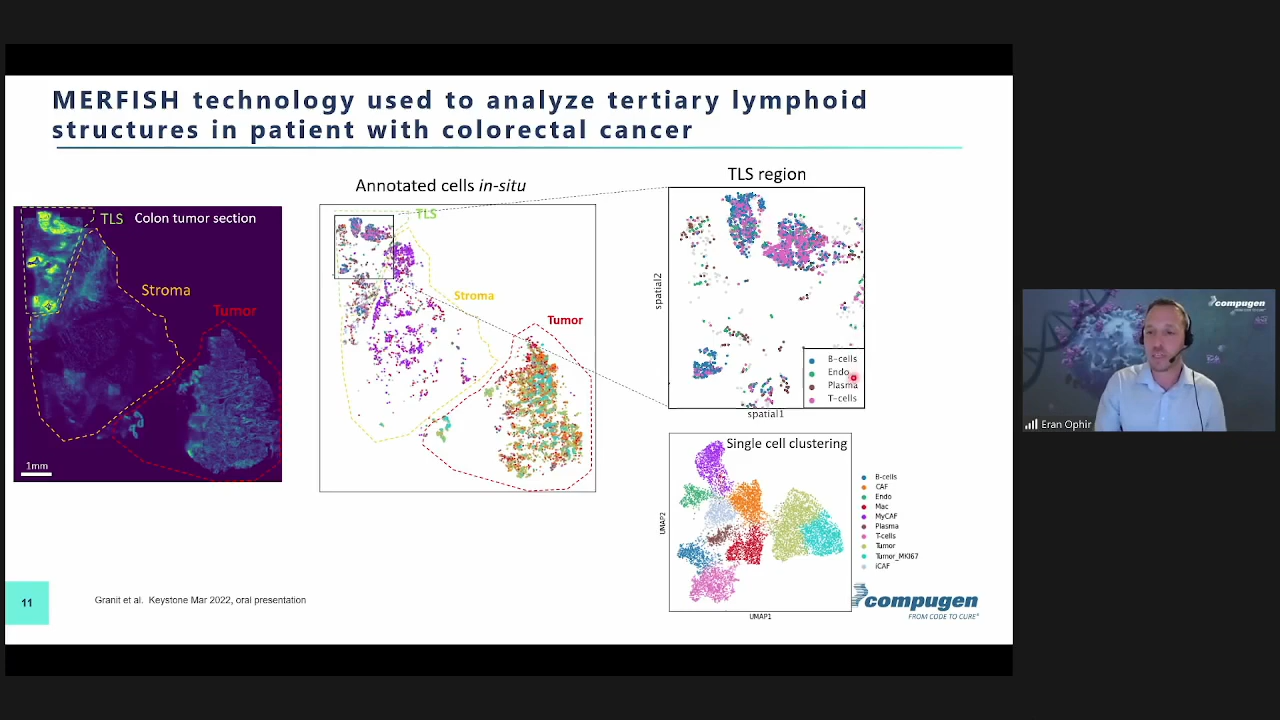 MERFISH technology used to analyze tertiary lymphoid
structures in patient with colorectal cancer
TLS
Colon tumor section
Stroma
Tumor
1mm
Annotated cells in-situ
TLS
Stroma
Tumor
TLS region
spatial2
B-cells
Endo
Plasma
T-cells
spatial1
Single cell clustering
UMAP2
UMAP1
B-cells
CAF
Endo
Mac
MyCAF
Plasma
T-cells
Tumor
Tumor_MKI67
iCAF
11
Granit et al. Keystone Mar 2022, oral presentation
compugen
FROM CODE TO CURE®
compugen
Eran Ophir